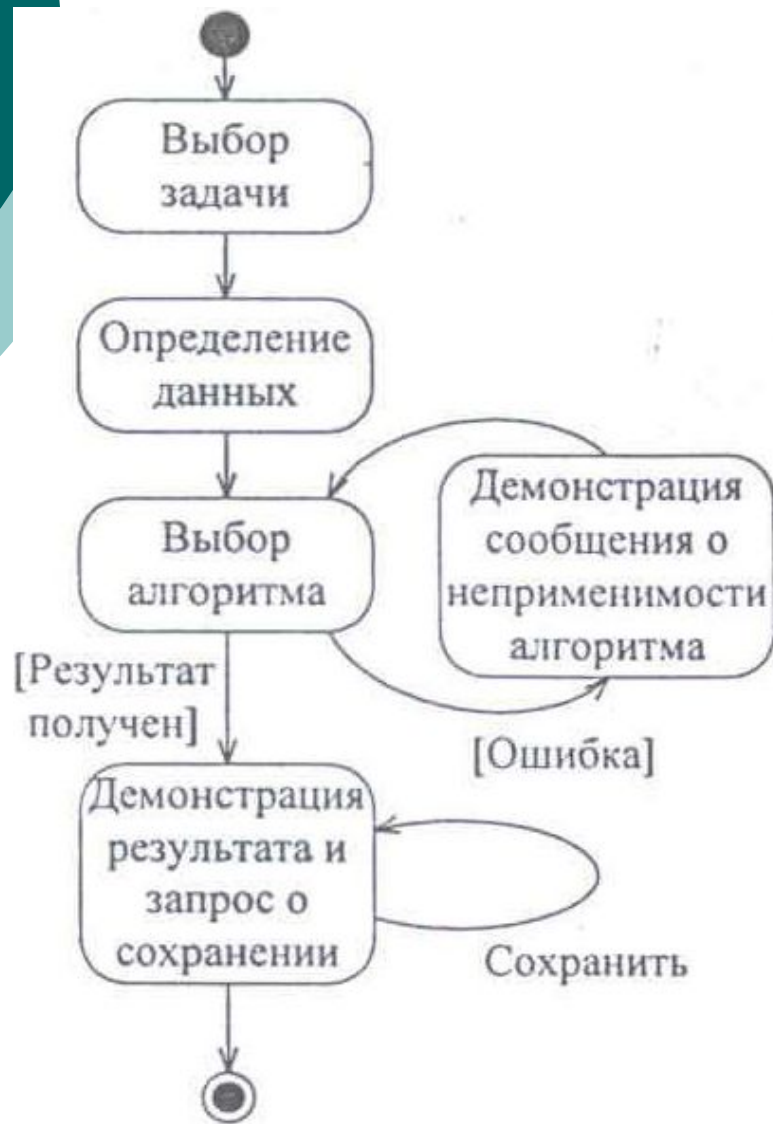 Выбор
задачи
Определение
данных
Выбор
алгоритма
Демонстрация
сообщения о
неприменимости
алгоритма
[Результат
получен]
[Ошибка]
Демонстрация
результата и
запрос о
сохранении
Сохранить